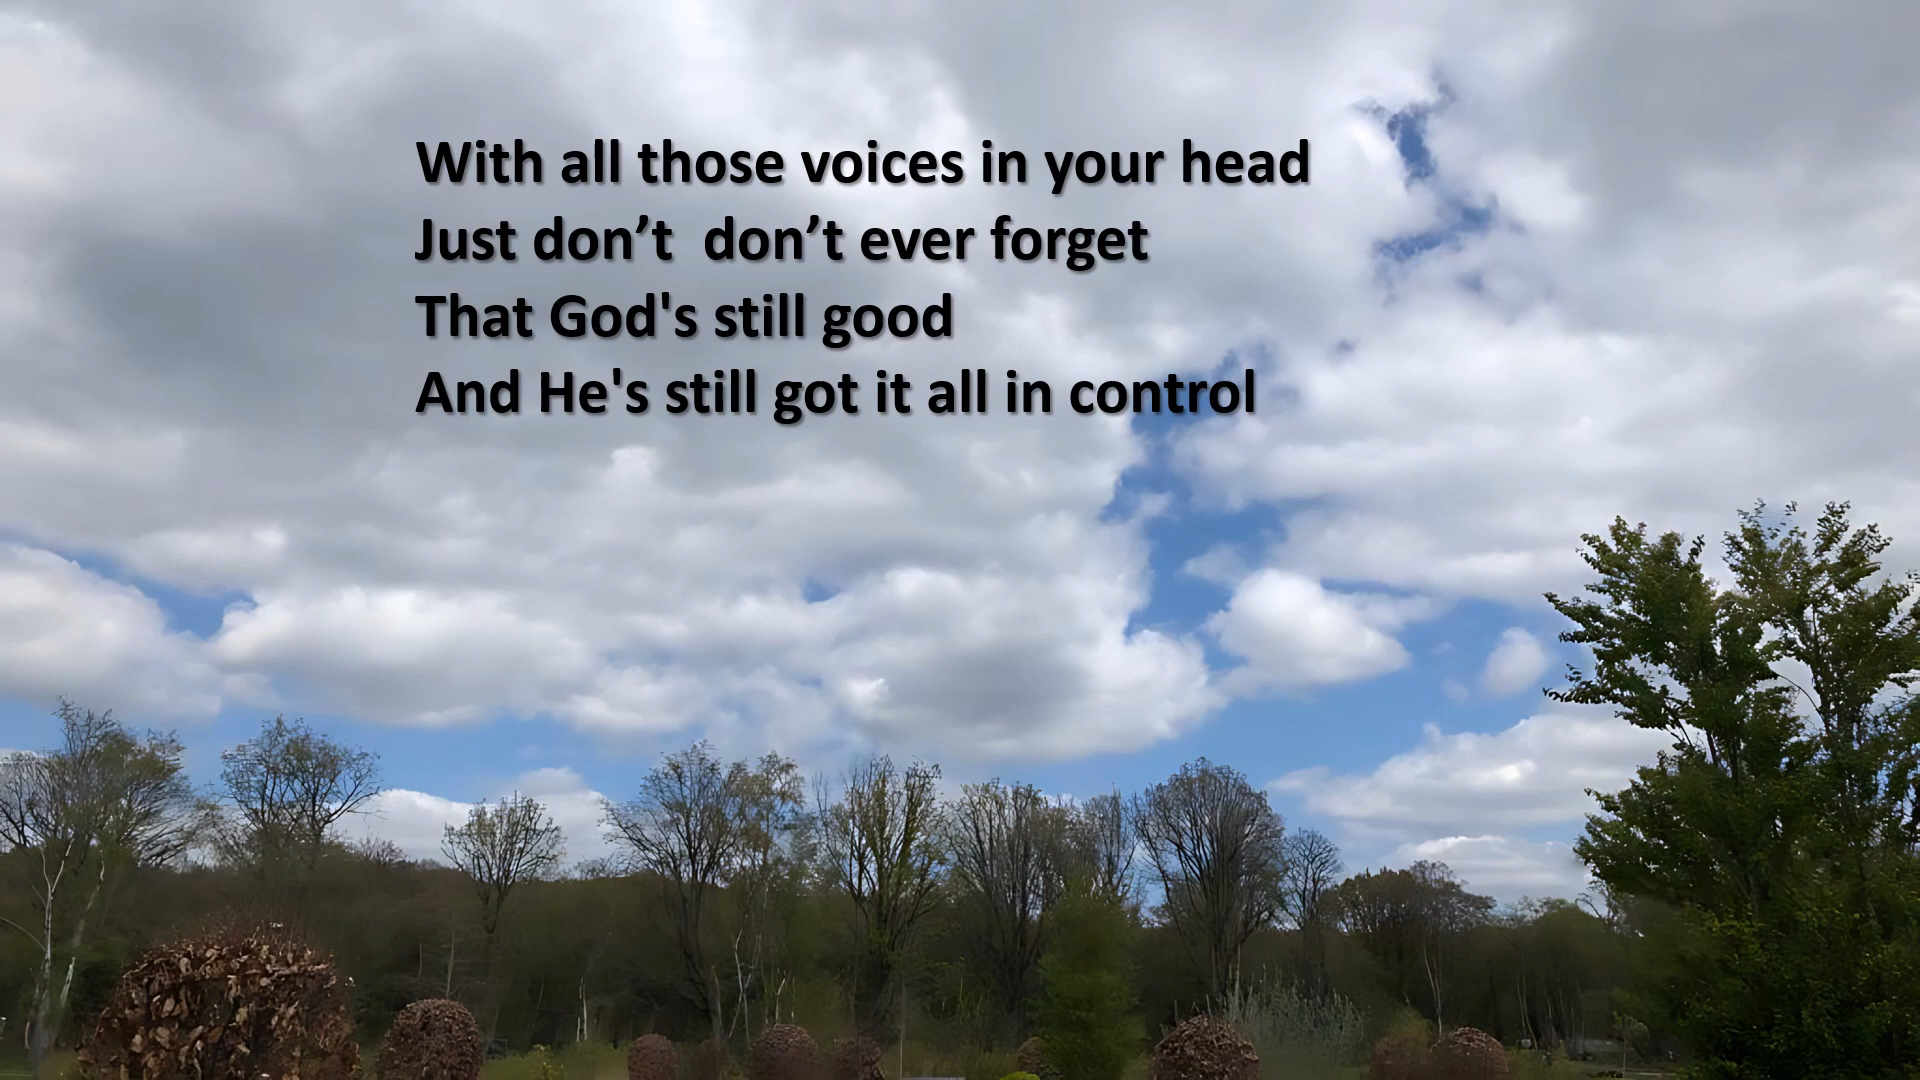 With all those voices in your head
Just don’t  don’t ever forget
That God's still good
And He's still got it all in control